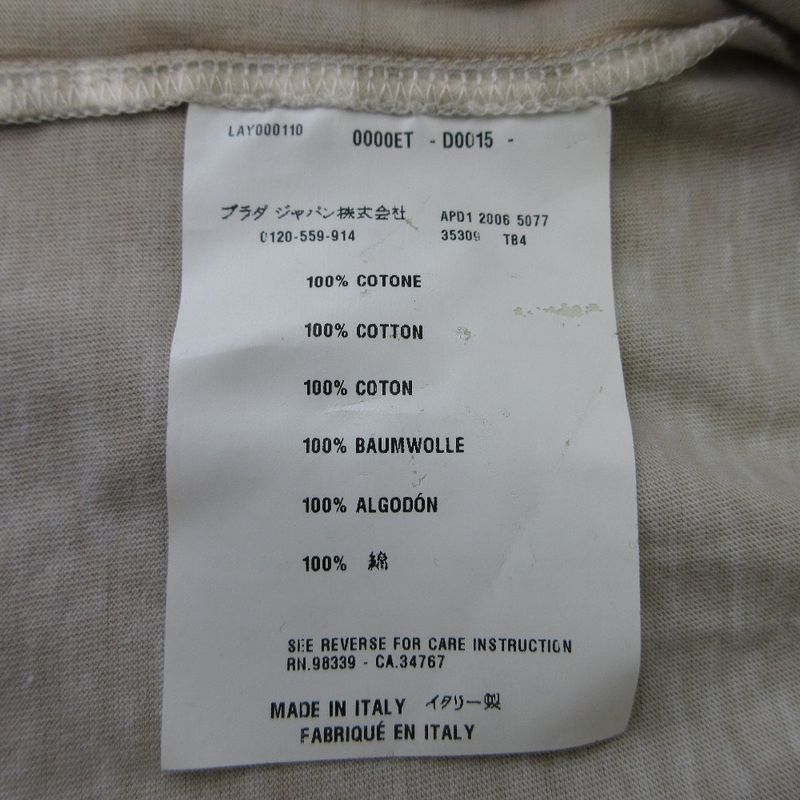 LAY000110 0000ET - D0015 -
プラダ ジャパン株式会社 APD1 2006 5077
0120-559-914 35309 TB4
100% COTONE
100% COTTON
100% COTON
100% BAUMWOLLE
100% ALGODÓN
100% 綿
SEE REVERSE FOR CARE INSTRUCTION
RN.98339 - CA.34767
MADE IN ITALY イタリー製
FABRIQUÉ EN ITALY